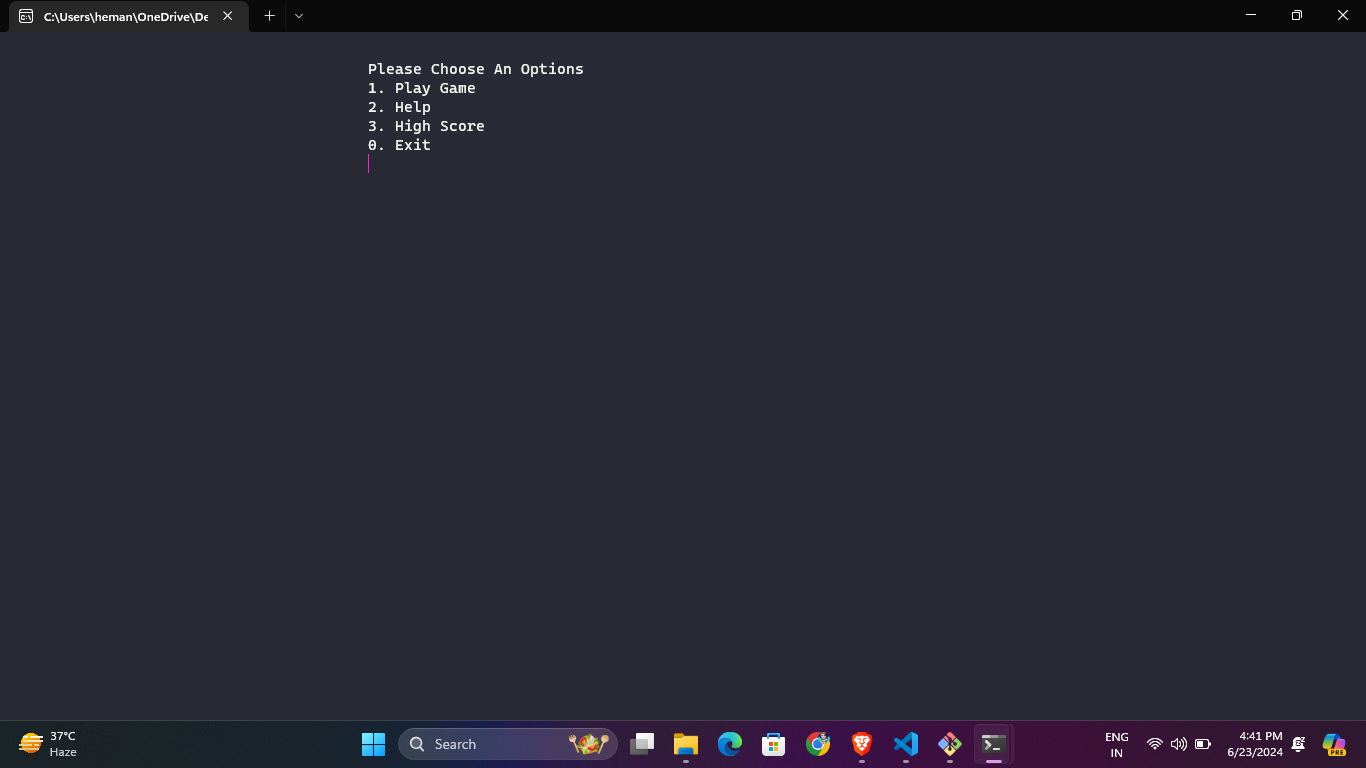 C:\Users\heman\OneDrive\De
Please Choose An Options
1. Play Game
2. Help
3. High Score
0. Exit
37°C
Haze
Search
ENG
IN
4:41 PM
6/23/2024
PRE